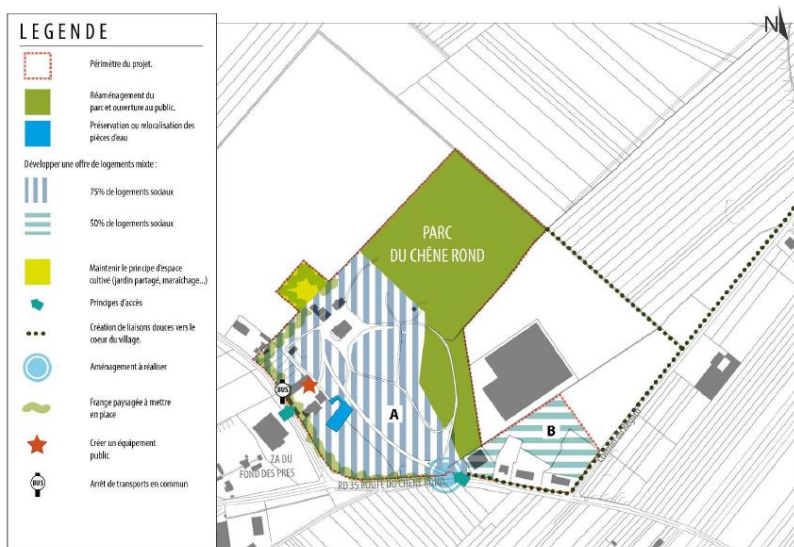 LEGENDE
Périmètre du projet.
Réaménagement du
parc et ouverture au public.
Préservation ou relocalisation des
pièces d'eau
Développer une offre de logements mixte :
75% de logements sociaux
50% de logements sociaux
Maintenir le principe d'espace
cultivé (jardin partagé, maraîchage...)
Principes d'accès
Création de liaisons douces vers le
coeur du village.
Aménagement à réaliser
Frange paysagée à mettre
en place
Créer un équipement
public
BUS
Arrêt de transports en commun
N
PARC
DU CHÊNE ROND
BUS
A
B
ZA DU
FOND DES PRES
RD 35 ROUTE DU CHENE ROND